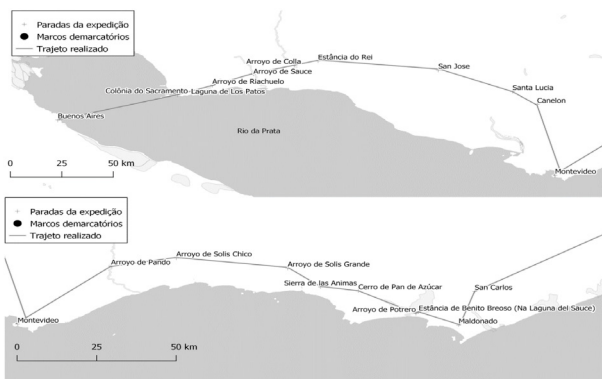 Paradas da expedição
Marcos demarcatórios
Trajeto realizado
Estância do Rei
Arroyo de Colla
San Jose
Arroyo de Sauce
Arroyo de Riachuelo
Santa Lucia
Colônia do Sacramento Laguna de Los Patos
Canelon
Buenos Aires
Rio da Prata
0 25 50 km
Montevideo
Paradas da expedição
Marcos demarcatórios
Trajeto realizado
Arroyo de Solis Chico
Arroyo de Pando
Arroyo de Solis Grande
Sierra de las Animas
Cerro de Pan de Azúcar
San Carlos
Arroyo de Potrero
Estância de Benito Breoso (Na Laguna del Sauce)
Montevideo
Maldonado
0 25 50 km